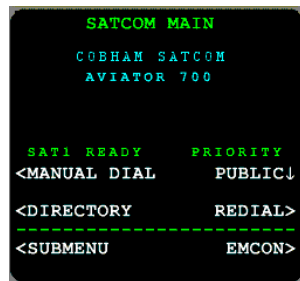 SATCOM MAIN
COBHAM SATCOM
AVIATOR 700
SAT1 READY PRIORITY
<MANUAL DIAL PUBLIC↓
<DIRECTORY REDIAL>
------------------------
<SUBMENU EMCON>